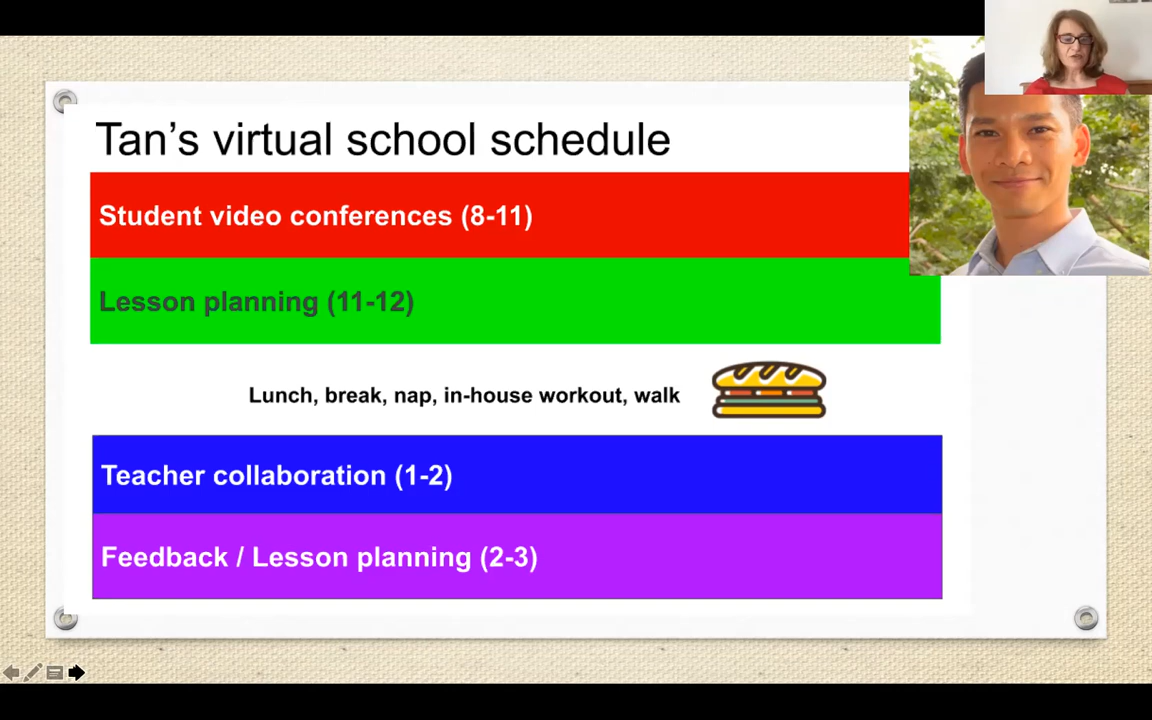 Tan's virtual school schedule
Student video conferences (8-11)
Lesson planning (11-12)
Lunch, break, nap, in-house workout, walk
Teacher collaboration (1-2)
Feedback / Lesson planning (2-3)